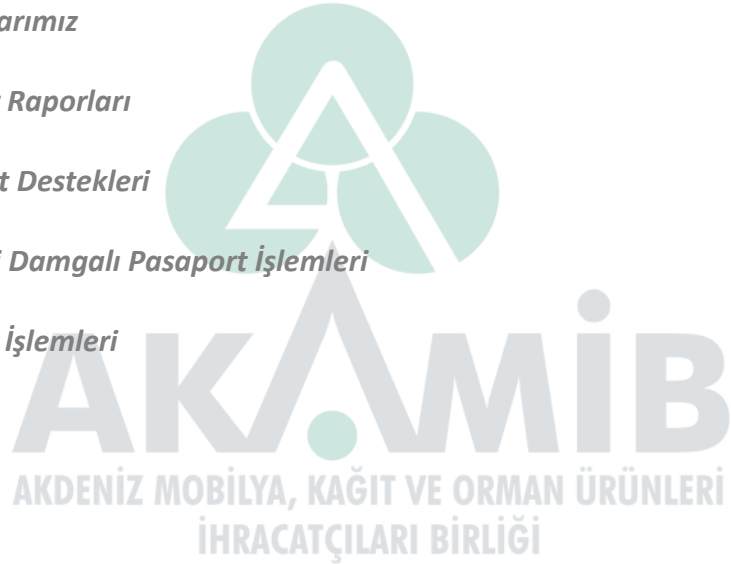 arımız
Raporları
t Destekleri
i Damgalı Pasaport İşlemleri
İşlemleri
AKAMİB
AKDENİZ MOBİLYA, KAĞIT VE ORMAN ÜRÜNLERİ
İHRACATÇILARI BİRLİĞİ